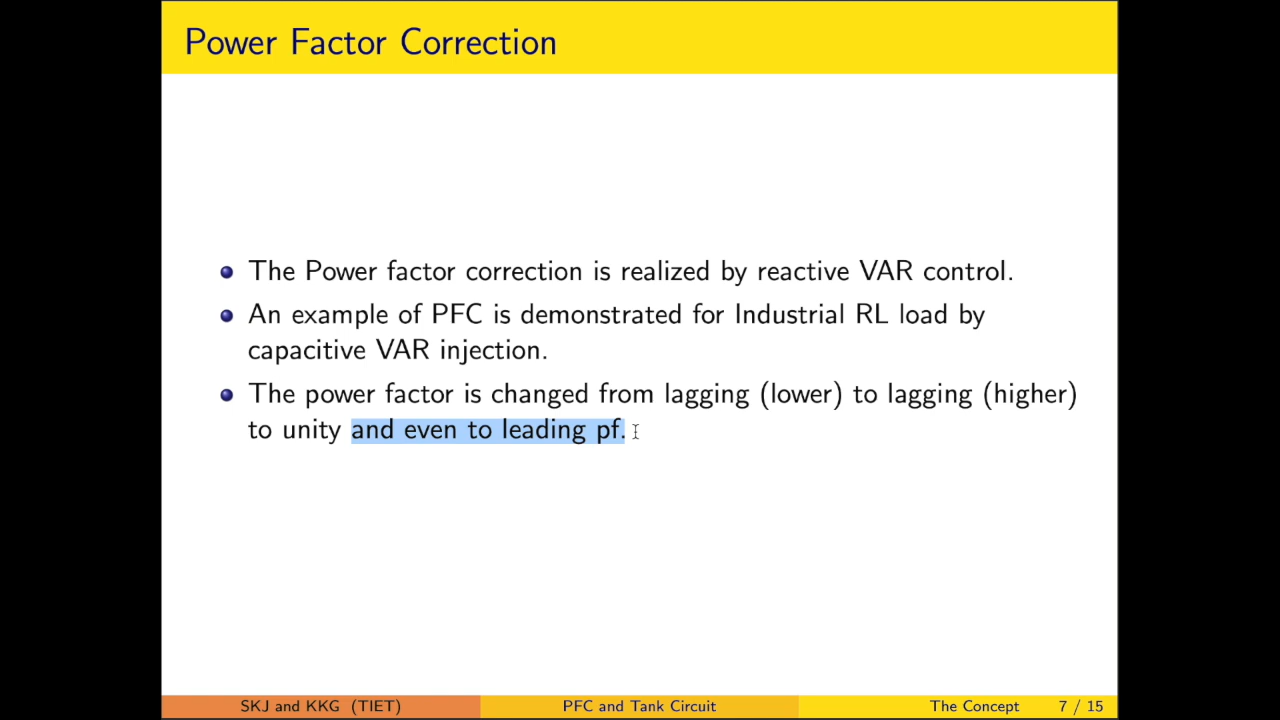 Power Factor Correction
The Power factor correction is realized by reactive VAR control.
An example of PFC is demonstrated for Industrial RL load by
capacitive VAR injection.
The power factor is changed from lagging (lower) to lagging (higher)
to unity and even to leading pf.
SKJ and KKG (TIET) PFC and Tank Circuit The Concept 7 / 15